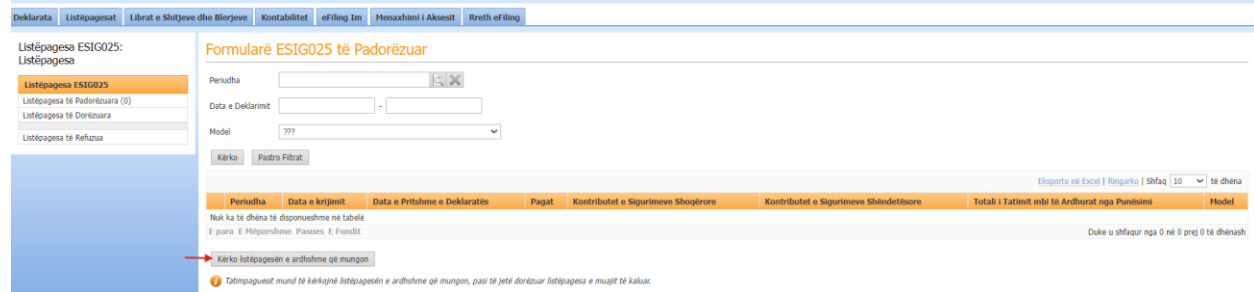 Deklarata Listëpagesat Librat e Shitjeve dhe Blerjeve Kontabilitet eFiling Im Menaxhimi i Aksesit Rreth eFiling
Listëpagesa ESIG025:
Listëpagesa
Listëpagesa ESIG025
Listëpagesa të Padorëzuara (0)
Listëpagesa të Dorëzuara
Listëpagesa të Refuzua
Formularë ESIG025 të Padorëzuar
Periudha
Data e Deklarimit -
Model ???
Kërko Pastro Filtrat
Eksporto në Excel | Ringarko | Shfaq 10 të dhëna
Periudha Data e krijimit Data e Pritshme e Deklaratës Pagat Kontributet e Sigurimeve Shoqërore Kontributet e Sigurimeve Shëndetësore Totali i Tatimit mbi të Ardhurat nga Punësimi Model
Nuk ka të dhëna të disponueshme në tabelë
E para E Mëparshme Pasues E Fundit Duke u shfaqur nga 0 në 0 prej 0 të dhënash
Kërko listëpagesën e ardhshme që mungon
Tatimpaguesit mund të kërkojnë listëpagesën e ardhshme që mungon, pasi të jetë dorëzuar listëpagesa e muajit të kaluar.